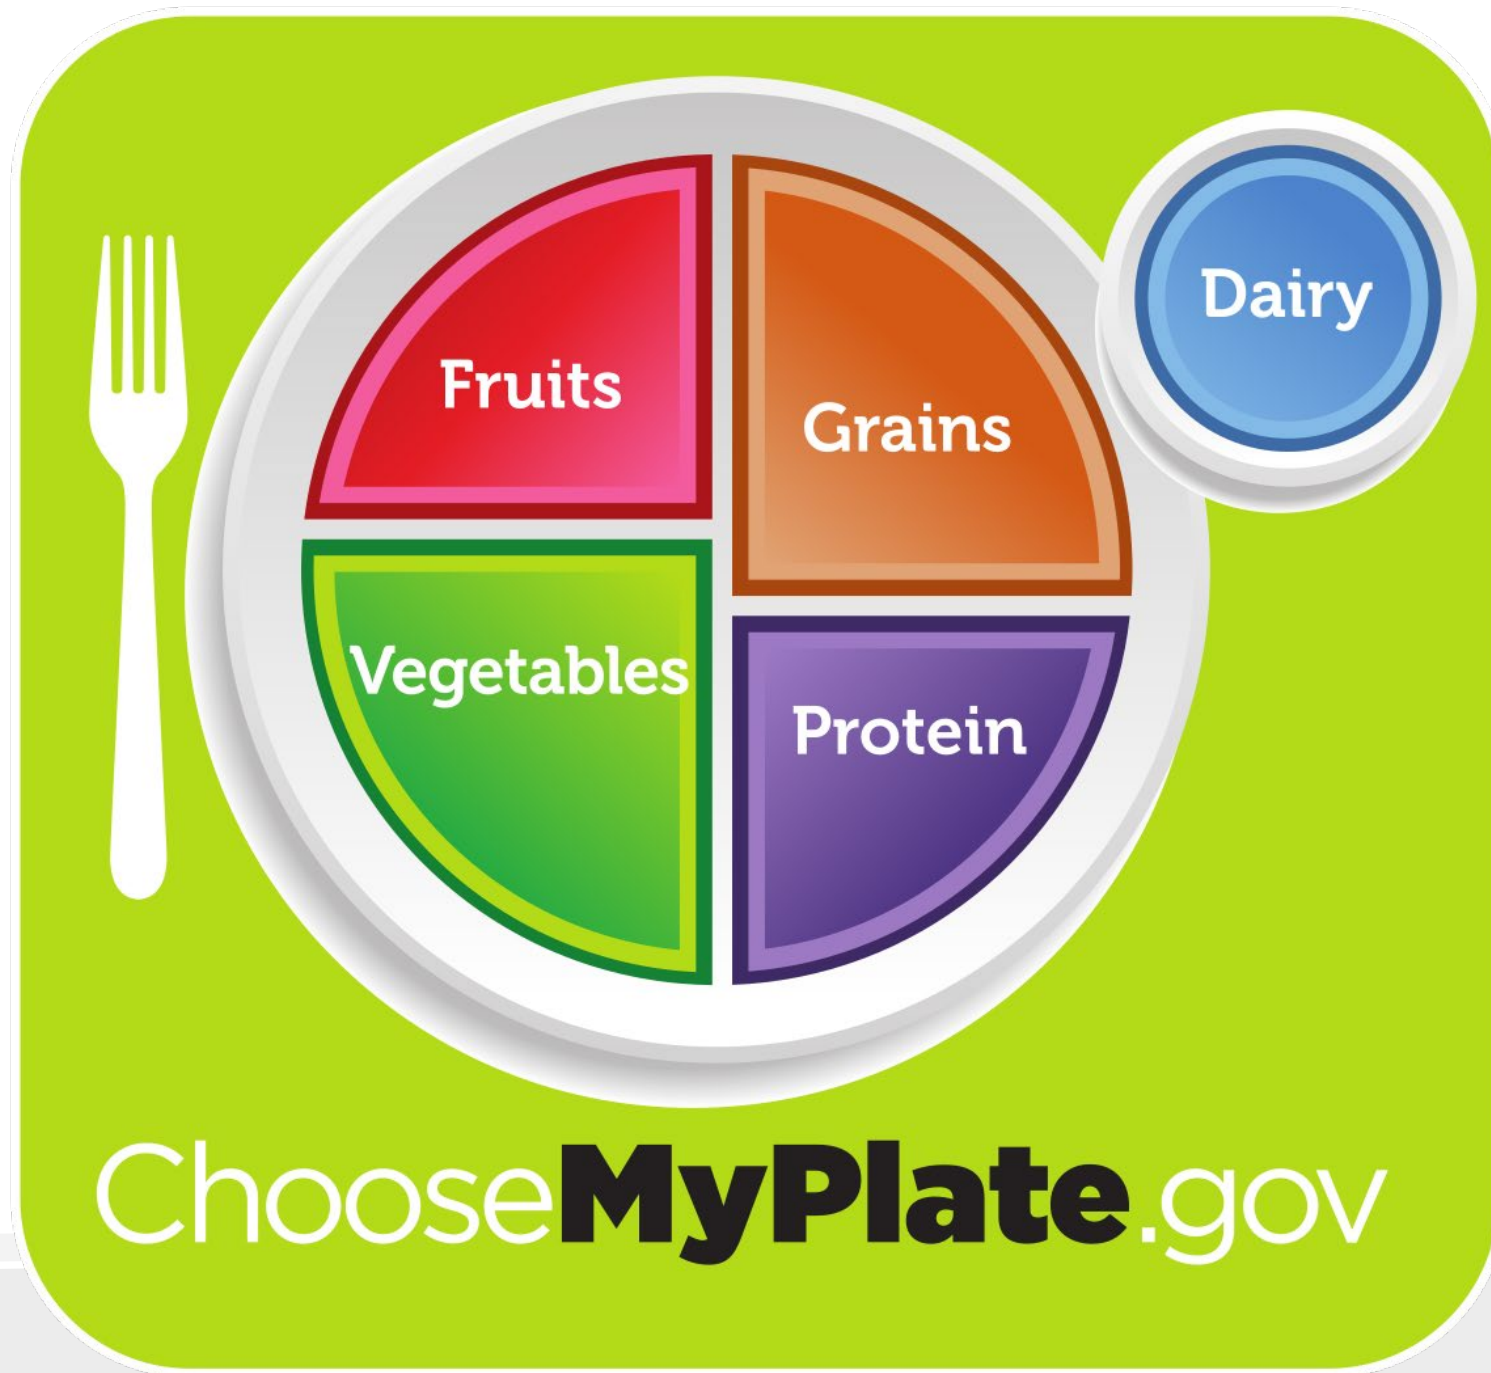 Dairy
Fruits
Grains
Vegetables
Protein
ChooseMyPlate.gov